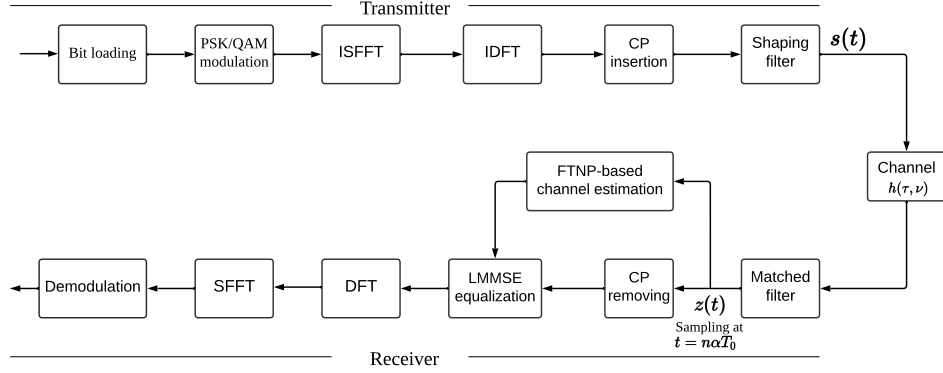 Transmitter
Bit loading
PSK/QAM
modulation
ISFFT
IDFT
CP
insertion
Shaping
filter
s(t)
Channel
h(τ, ν)
FTNP-based
channel estimation
Demodulation
SFFT
DFT
LMMSE
equalization
CP
removing
z(t)
Sampling at
t = nαT₀
Matched
filter
Receiver